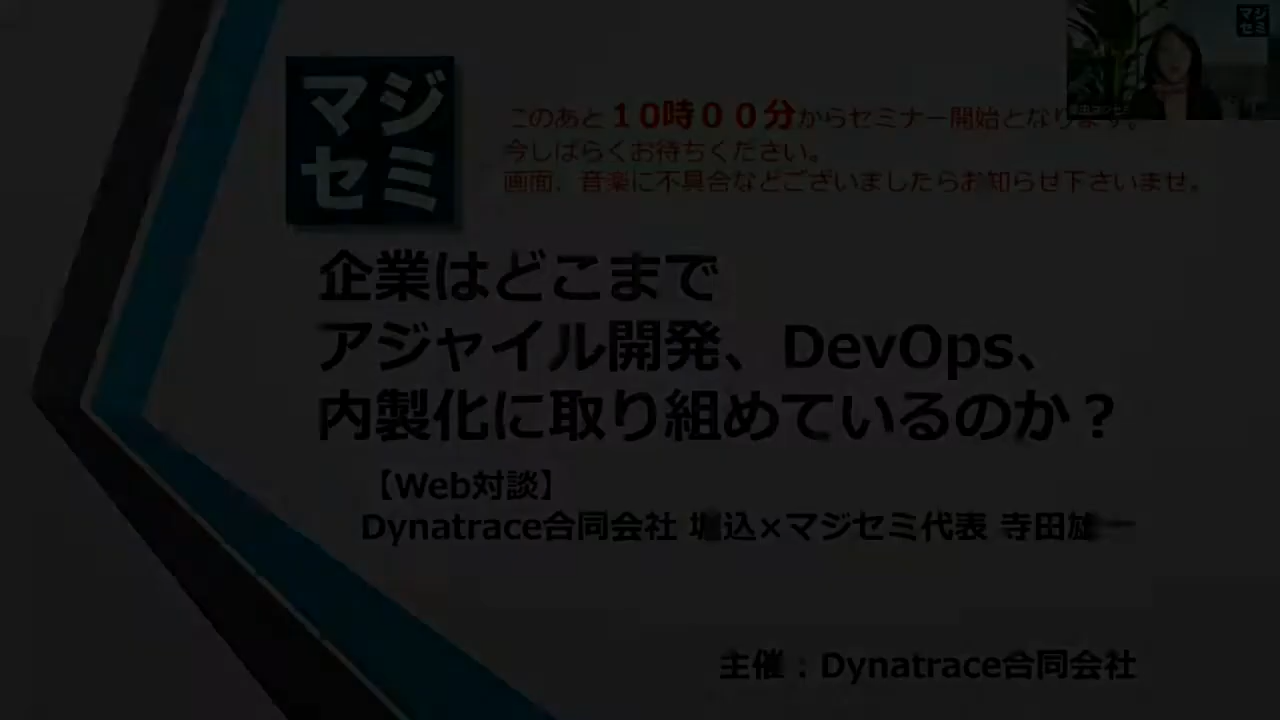 マジ
セミ
このあと10時00分からセミナー開始となります。
今しばらくお待ちください。
画面、音楽に不具合などございましたらお知らせ下さいませ。
企業はどこまで
アジャイル開発、DevOps、
内製化に取り組めているのか？
【Web対談】
Dynatrace合同会社 堀込×マジセミ代表 寺田雄一
主催：Dynatrace合同会社
マジ
セミ